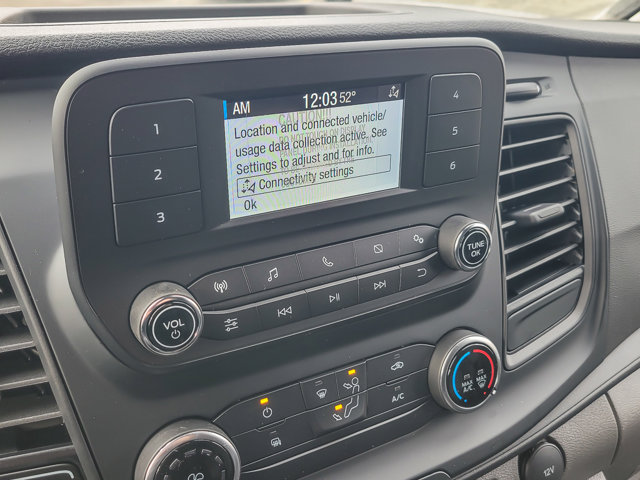 AM 12:03 52°
Location and connected vehicle/
usage data collection active. See
Settings to adjust and for info.
Connectivity settings
Ok
1
2
3
4
5
6
VOL
TUNE
OK
A/C
MAX
A/C
MAX
12V